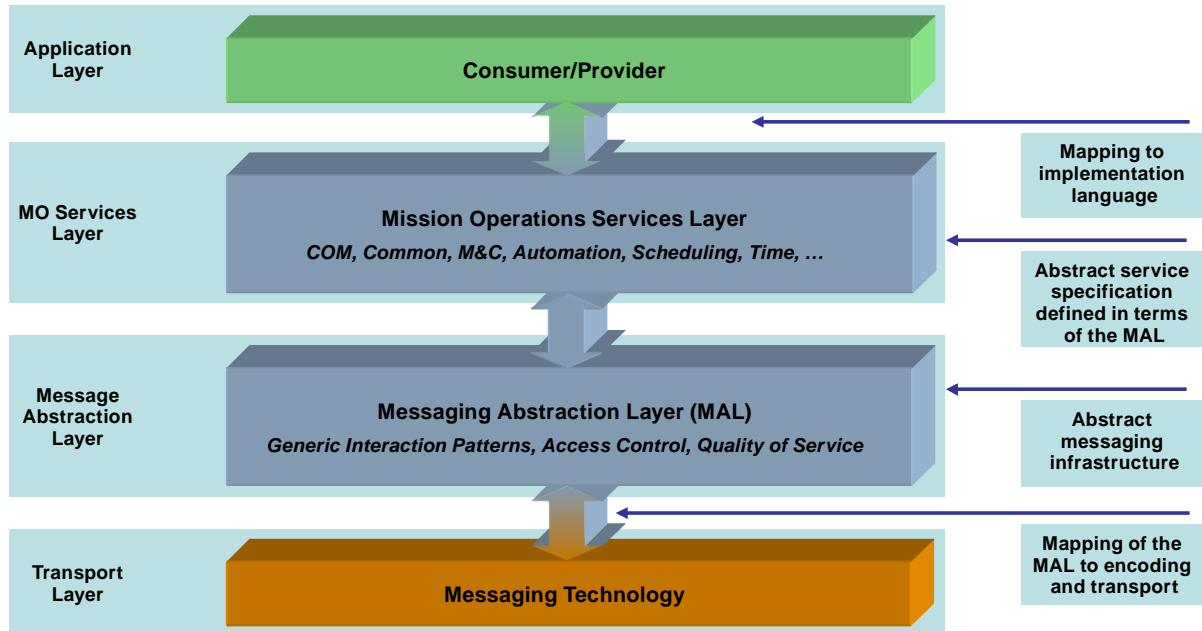 Application
Layer
Consumer/Provider
Mapping to
implementation
language
MO Services
Layer
Mission Operations Services Layer
COM, Common, M&C, Automation, Scheduling, Time, …
Abstract service
specification
defined in terms
of the MAL
Message
Abstraction
Layer
Messaging Abstraction Layer (MAL)
Generic Interaction Patterns, Access Control, Quality of Service
Abstract
messaging
infrastructure
Transport
Layer
Messaging Technology
Mapping of the
MAL to encoding
and transport